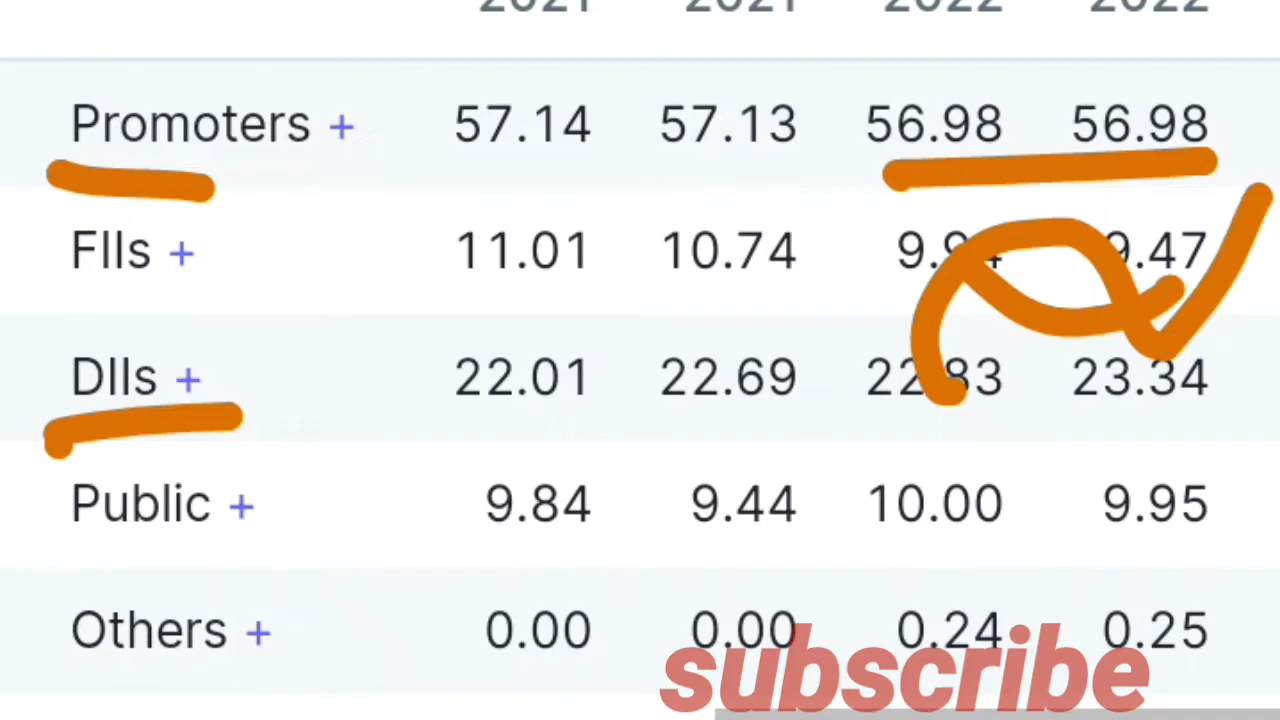 2021 2021 2022 2022
Promoters + 57.14 57.13 56.98 56.98
FIIs + 11.01 10.74 9.94 9.47
DIIs + 22.01 22.69 22.83 23.34
Public + 9.84 9.44 10.00 9.95
Others + 0.00 0.00 0.24 0.25
subscribe